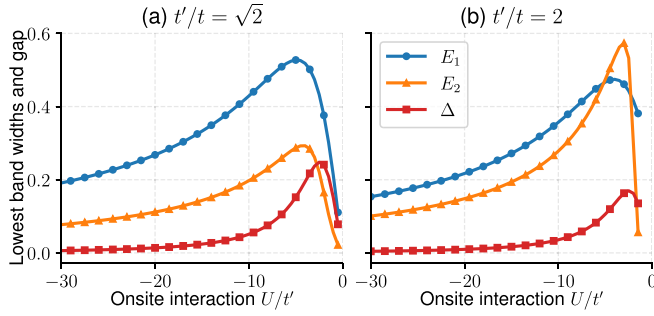 (a) t′/t = √2
(b) t′/t = 2
Lowest band widths and gap
0.6
0.4
0.2
0.0
E₁
E₂
Δ
−30
−20
−10
0
−30
−20
−10
0
Onsite interaction U/t′
Onsite interaction U/t′